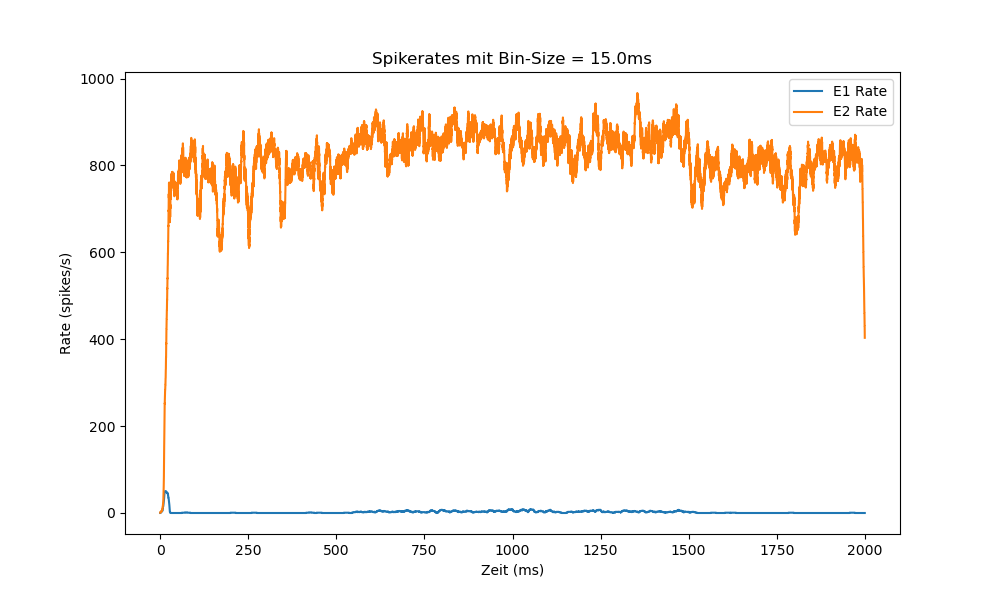 Spikerates mit Bin-Size = 15.0ms
E1 Rate
E2 Rate
Rate (spikes/s)
1000
800
600
400
200
0
0 250 500 750 1000 1250 1500 1750 2000
Zeit (ms)